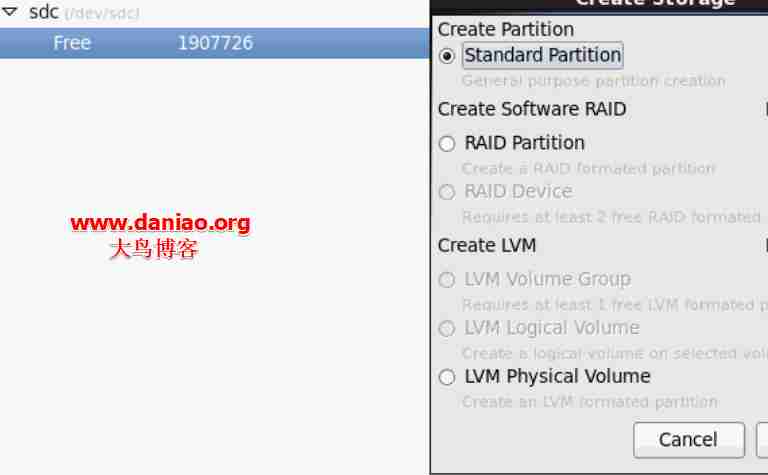 sdc (/dev/sdc)
Free 1907726
www.daniao.org
大鸟博客
Create Storage
Create Partition
Standard Partition
General purpose partition creation
Create Software RAID
RAID Partition
Create a RAID formated partition
RAID Device
Requires at least 2 free RAID formated
Create LVM
LVM Volume Group
Requires at least 1 free LVM formated
LVM Logical Volume
Create a logical volume on selected
LVM Physical Volume
Create an LVM formated partition
Cancel